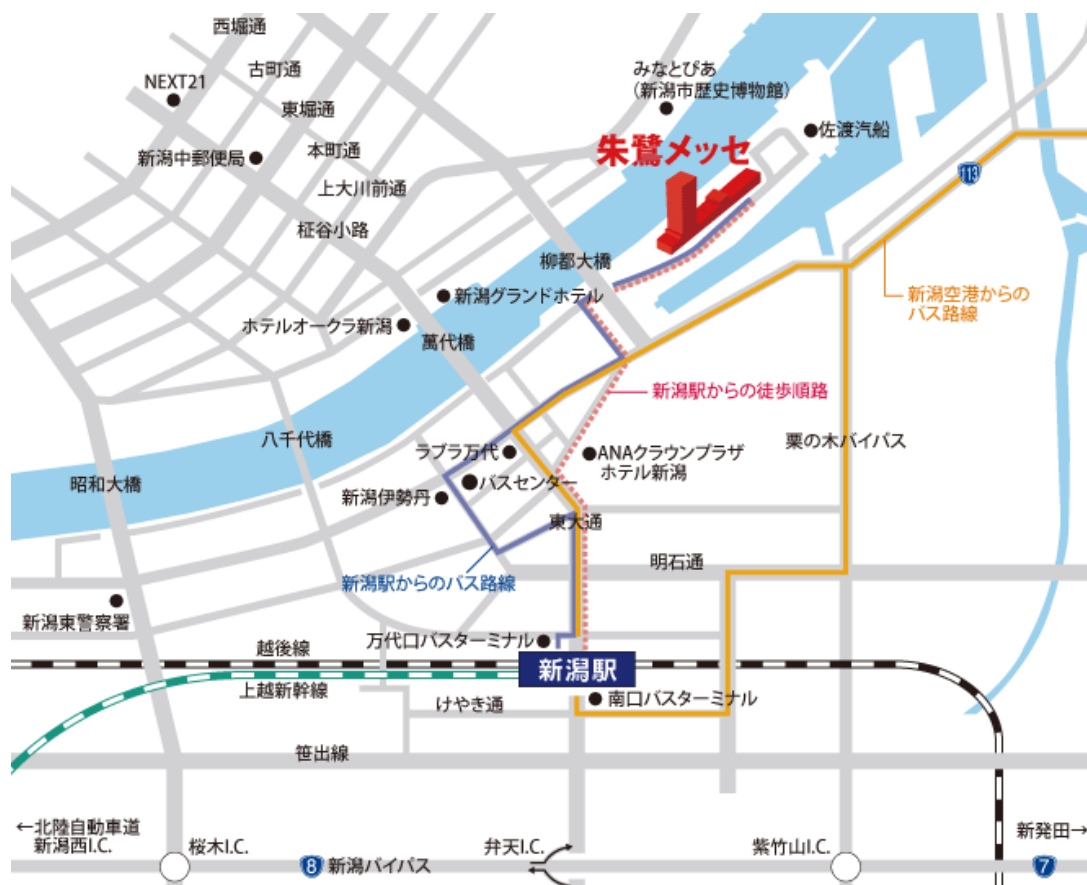 西堀通
古町通
NEXT21
東堀通
新潟中郵便局
本町通
上大川前通
柾谷小路
みなとぴあ
(新潟市歴史博物館)
佐渡汽船
朱鷺メッセ
113
柳都大橋
新潟グランドホテル
ホテルオークラ新潟
萬代橋
新潟空港からの
バス路線
新潟駅からの徒歩順路
八千代橋
ラブラ万代
ANAクラウンプラザ
ホテル新潟
栗の木バイパス
昭和大橋
バスセンター
新潟伊勢丹
東大通
明石通
新潟駅からのバス路線
新潟東警察署
万代口バスターミナル
越後線
新潟駅
上越新幹線
けやき通
南口バスターミナル
笹出線
←北陸自動車道
新潟西I.C.
桜木I.C.
8
新潟バイパス
弁天I.C.
紫竹山I.C.
新発田→
7